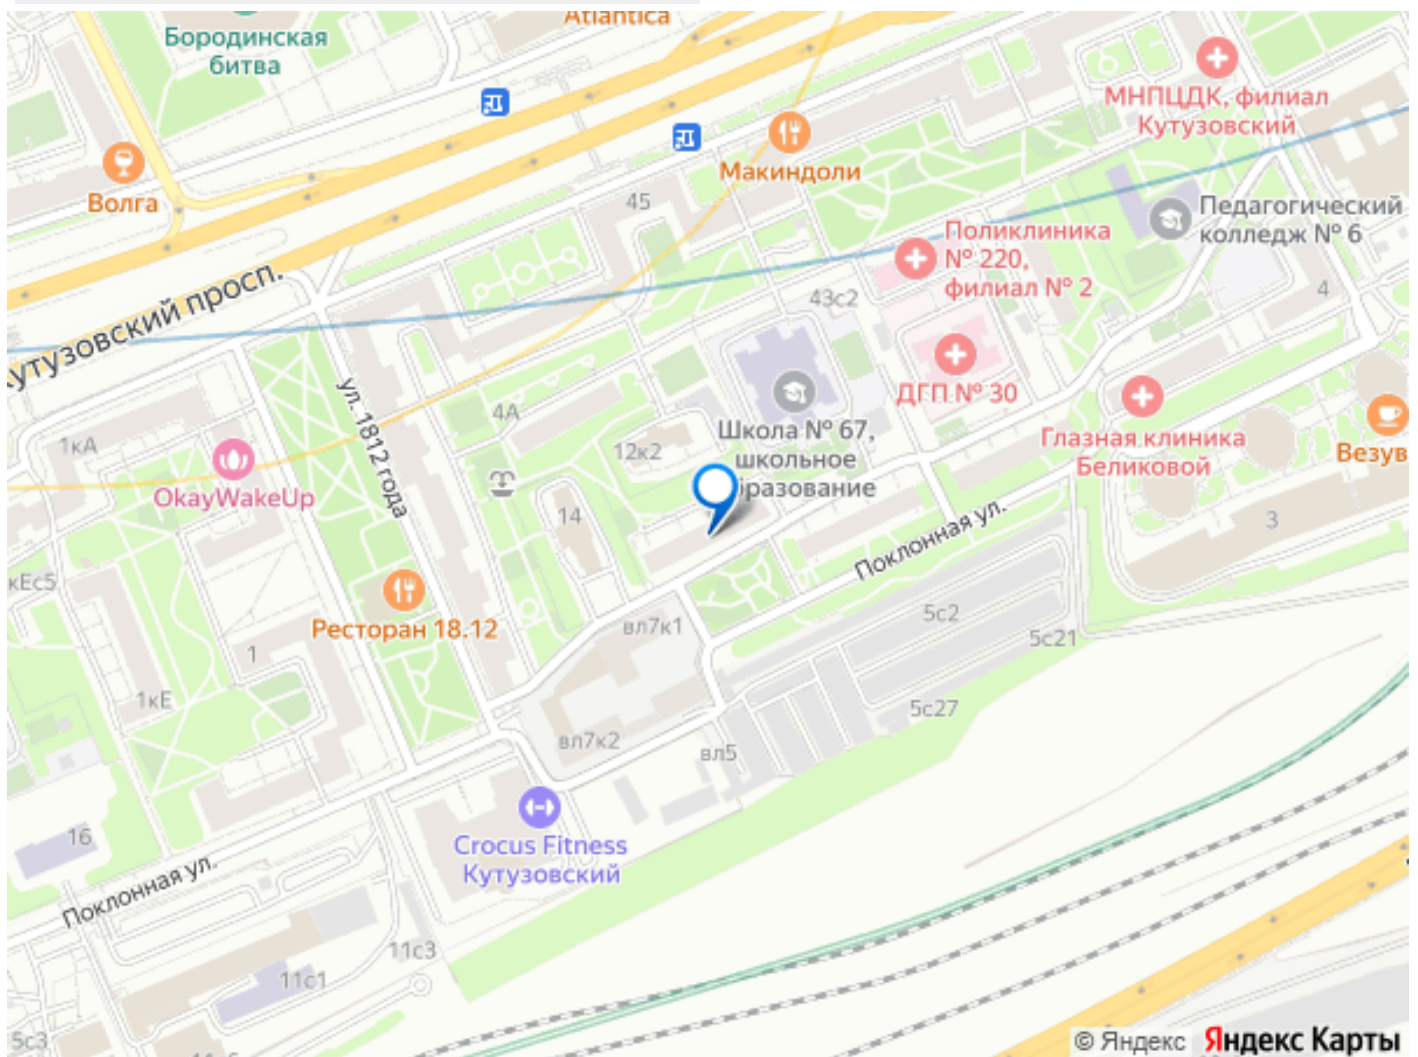 Atlantica
Бородинская
битва
МНПЦДК, филиал
Кутузовский
Волга
Макиндоли
45
Педагогический
колледж № 6
Поликлиника
№ 220,
филиал № 2
43с2
4
Кутузовский просп.
ул. 1812 года
ДГП № 30
4А
Школа № 67,
школьное
образование
12к2
Глазная клиника
Беликовой
Везув
1кА
OkayWakeUp
14
3
Поклонная ул.
кЕс5
Ресторан 18.12
вл7к1
5с2
5с21
1
1кЕ
5с27
вл7к2
вл5
16
Crocus Fitness
Кутузовский
Поклонная ул.
11с3
11с1
5с3
© Яндекс Яндекс Карты